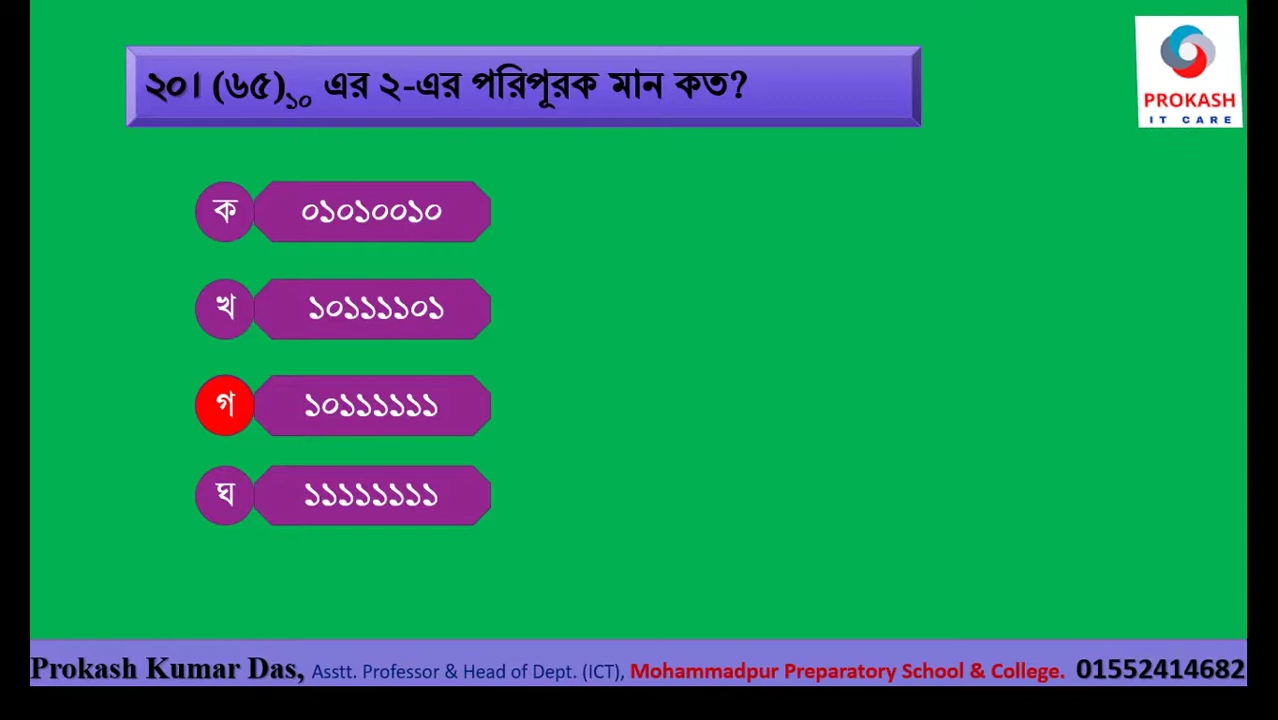 ২০। (৬৫)১০ এর ২-এর পরিপূরক মান কত?
PROKASH
IT CARE
ক ০১০১০০১০
খ ১০১১১১০১
গ ১০১১১১১১
ঘ ১১১১১১১১
Prokash Kumar Das, Asstt. Professor & Head of Dept. (ICT), Mohammadpur Preparatory School & College. 01552414682